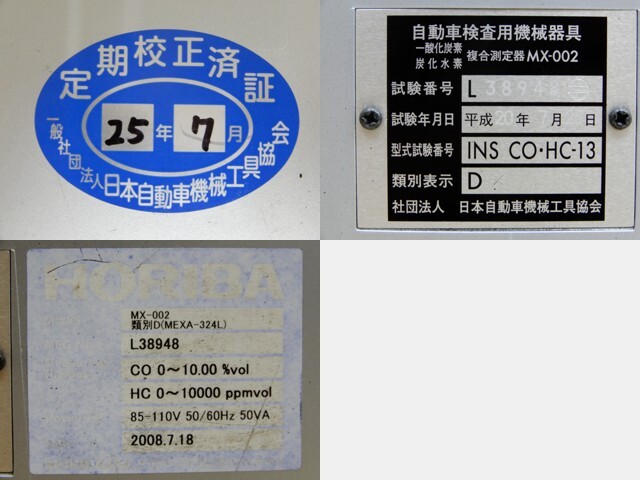 定期校正済証
25年7月
一般社団法人日本自動車機械工具協会
自動車検査用機械器具
一酸化炭素
炭化水素 複合測定器 MX-002
試験番号 L38948
試験年月日 平成20年7月 日
型式試験番号 INS CO・HC-13
類別表示 D
社団法人 日本自動車機械工具協会
HORIBA
MX-002
類別D(MEXA-324L)
L38948
CO 0〜10.00 %vol
HC 0〜10000 ppmvol
85-110V 50/60Hz 50VA
2008.7.18